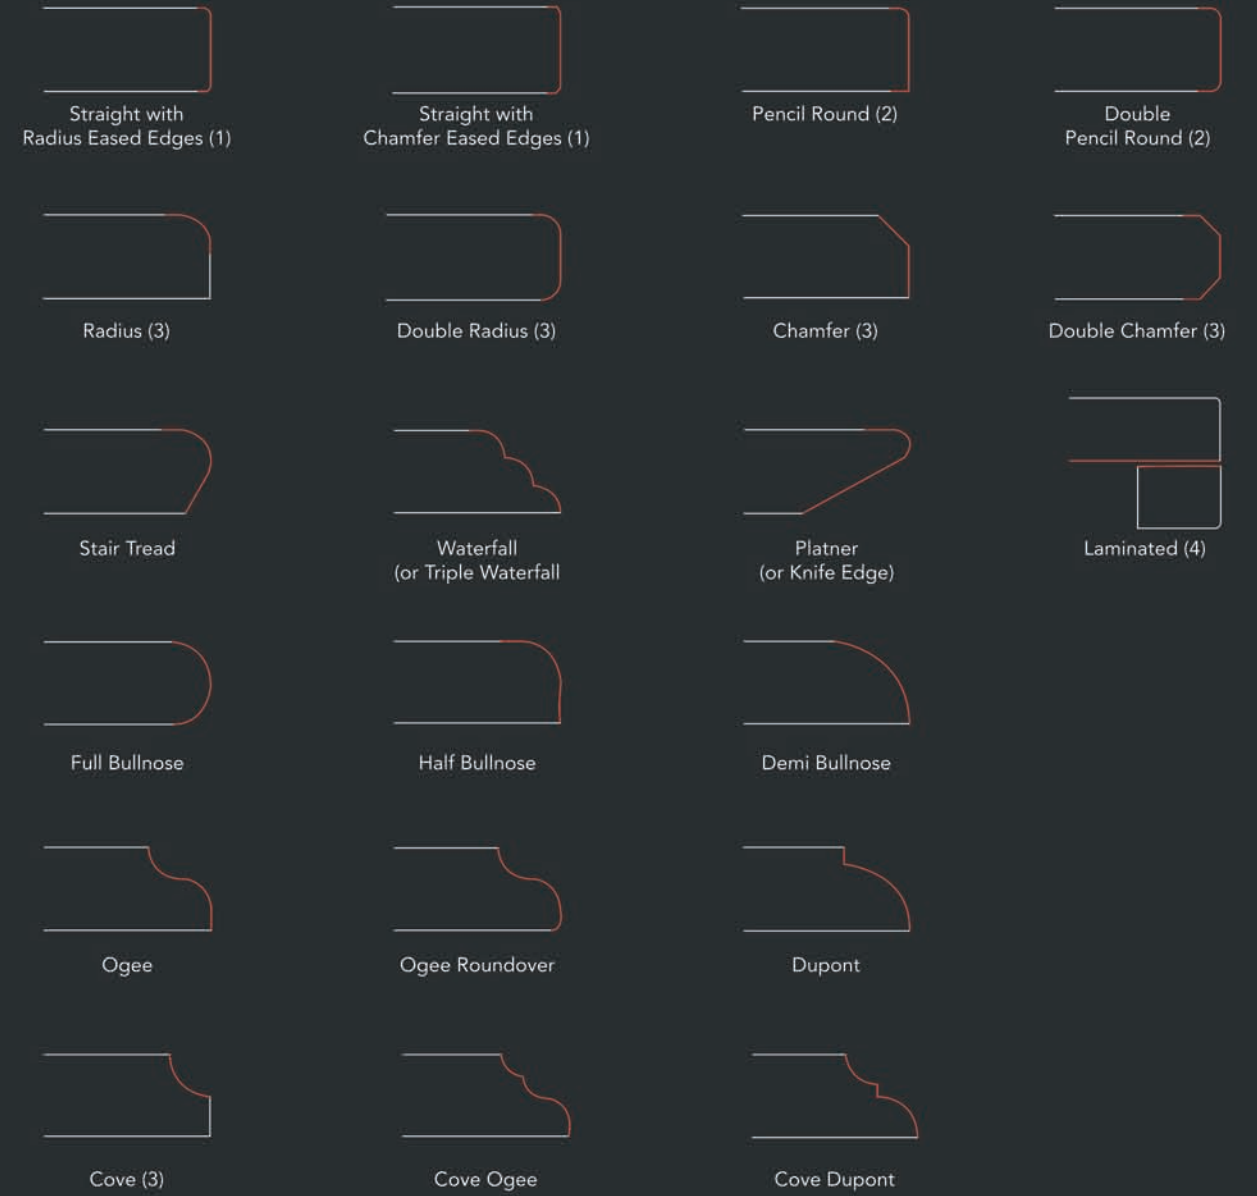 Straight with
Radius Eased Edges (1)
Straight with
Chamfer Eased Edges (1)
Pencil Round (2)
Double
Pencil Round (2)
Radius (3)
Double Radius (3)
Chamfer (3)
Double Chamfer (3)
Stair Tread
Waterfall
(or Triple Waterfall
Platner
(or Knife Edge)
Laminated (4)
Full Bullnose
Half Bullnose
Demi Bullnose
Ogee
Ogee Roundover
Dupont
Cove (3)
Cove Ogee
Cove Dupont